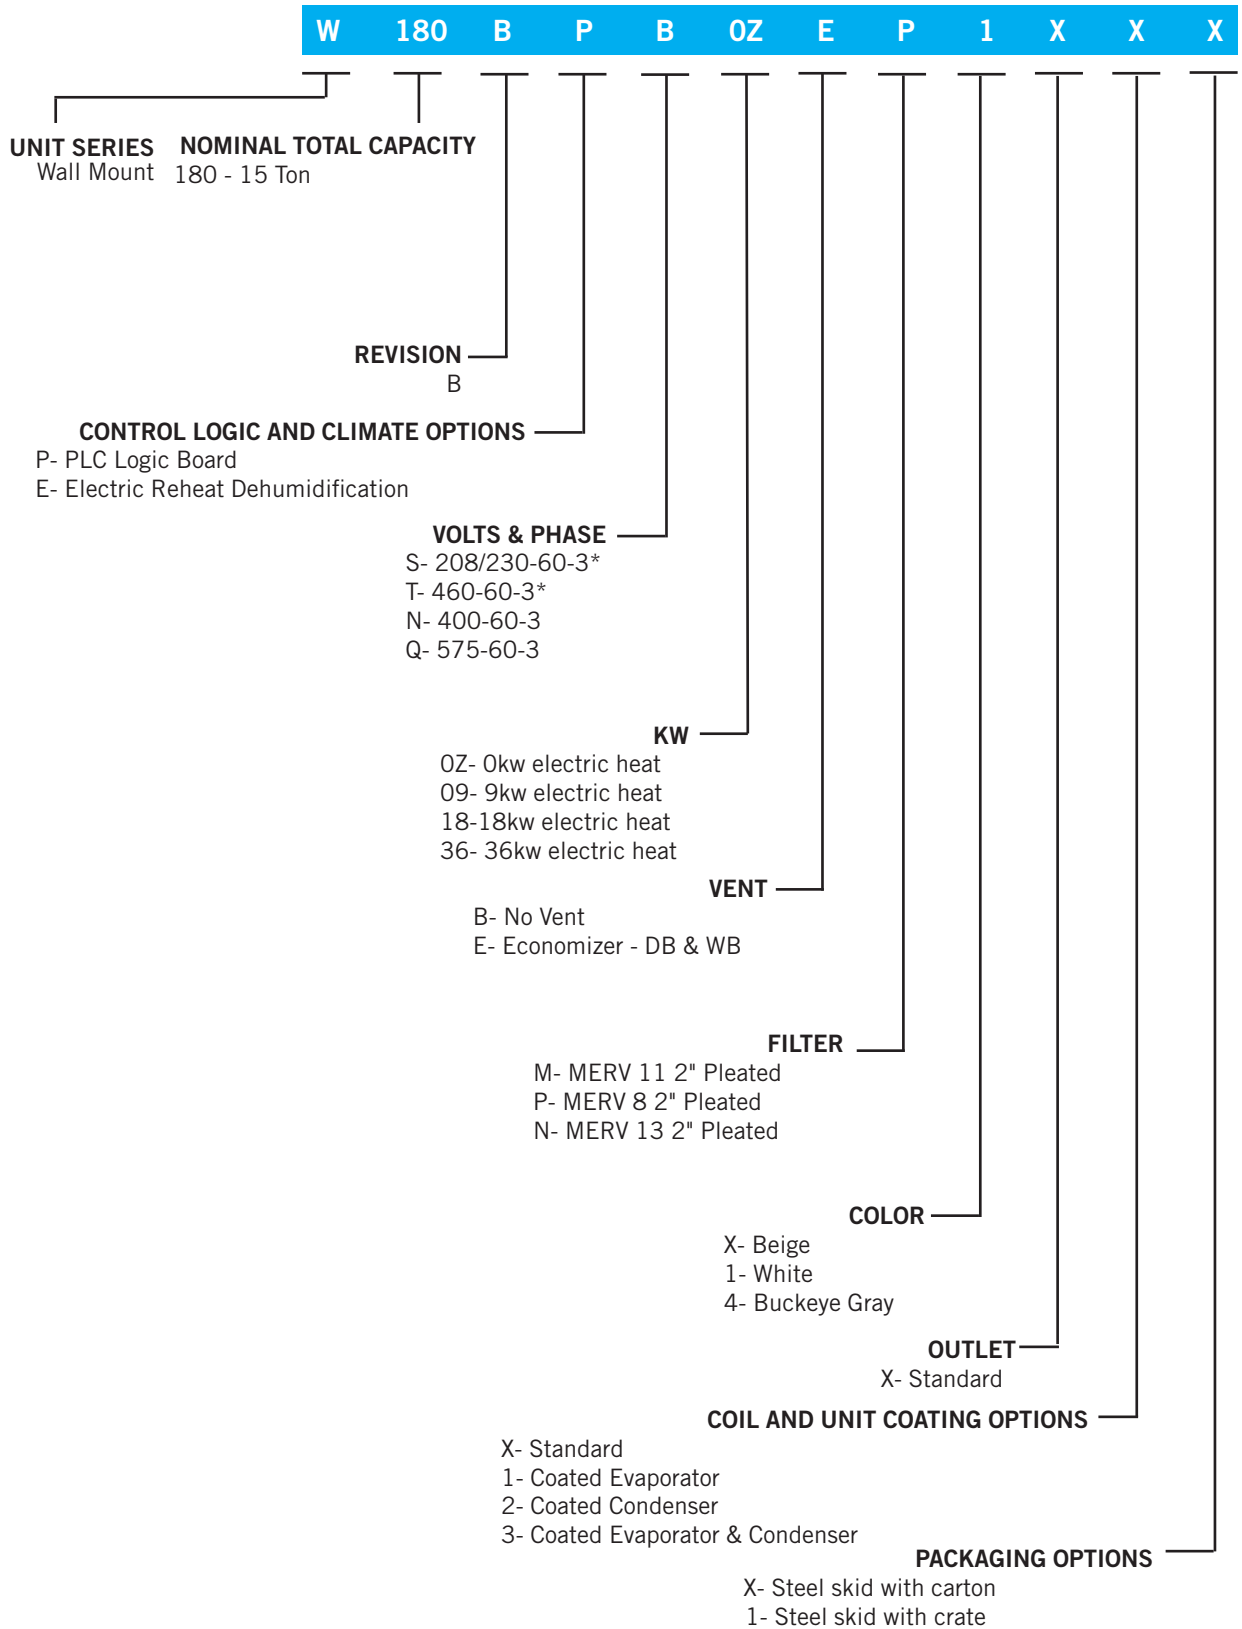 W 180 B P B 0Z E P 1 X X X
UNIT SERIES
Wall Mount
NOMINAL TOTAL CAPACITY
180 - 15 Ton
REVISION
B
CONTROL LOGIC AND CLIMATE OPTIONS
P- PLC Logic Board
E- Electric Reheat Dehumidification
VOLTS & PHASE
S- 208/230-60-3*
T- 460-60-3*
N- 400-60-3
Q- 575-60-3
KW
0Z- 0kw electric heat
09- 9kw electric heat
18-18kw electric heat
36- 36kw electric heat
VENT
B- No Vent
E- Economizer - DB & WB
FILTER
M- MERV 11 2" Pleated
P- MERV 8 2" Pleated
N- MERV 13 2" Pleated
COLOR
X- Beige
1- White
4- Buckeye Gray
OUTLET
X- Standard
COIL AND UNIT COATING OPTIONS
X- Standard
1- Coated Evaporator
2- Coated Condenser
3- Coated Evaporator & Condenser
PACKAGING OPTIONS
X- Steel skid with carton
1- Steel skid with crate